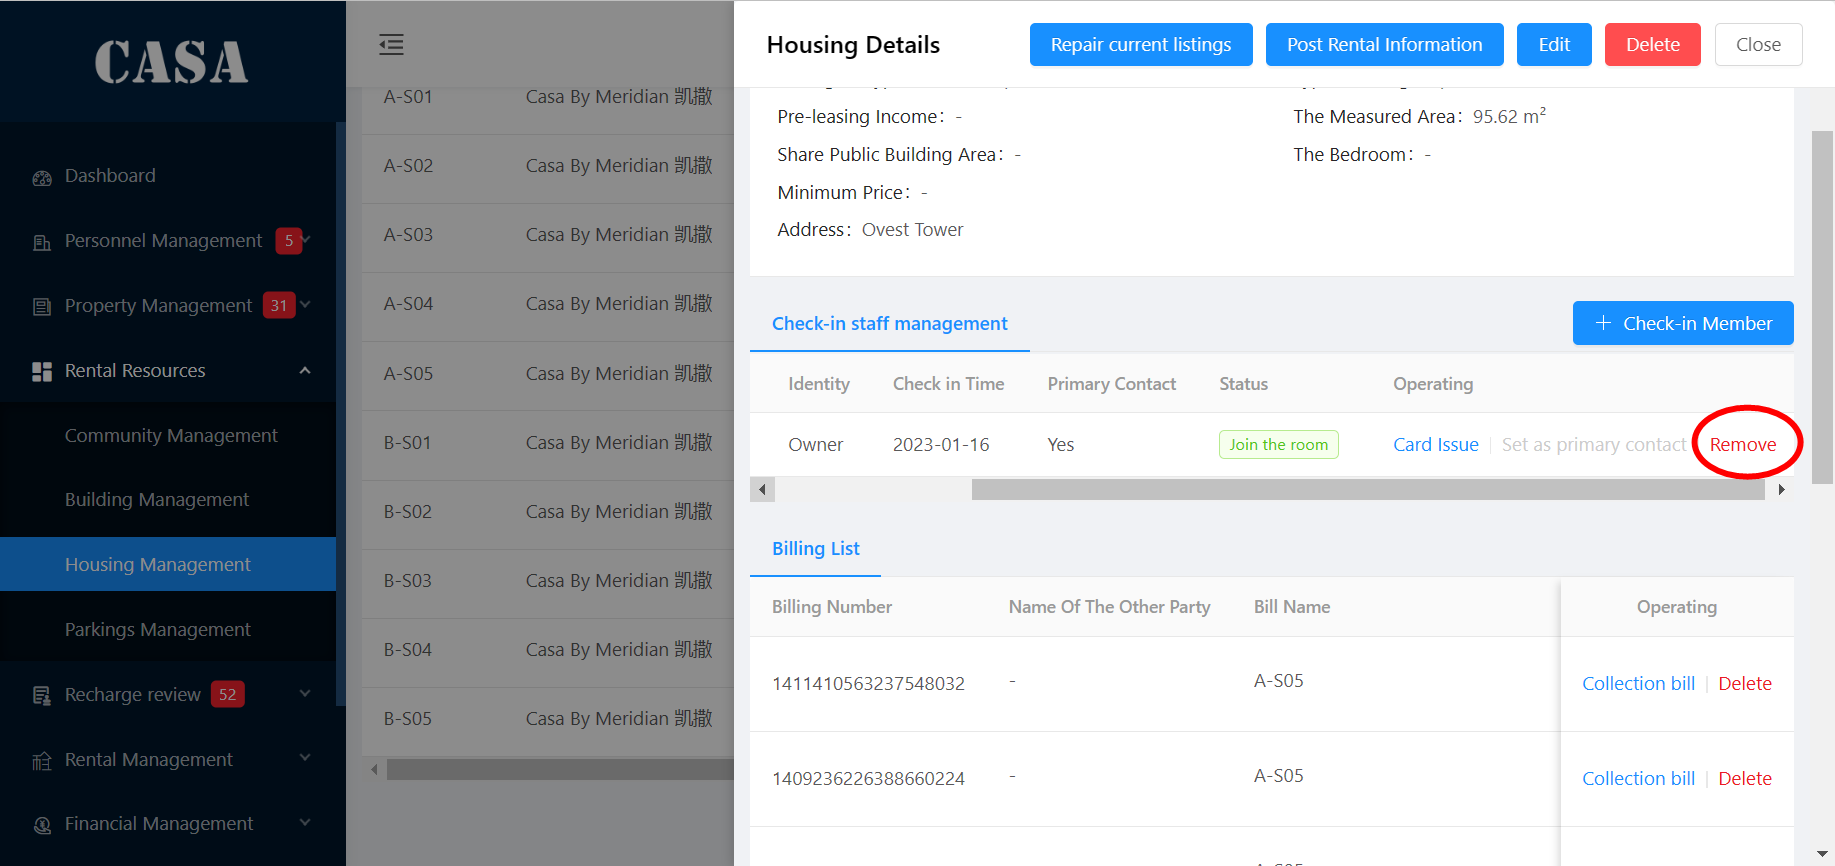 CASA
Dashboard
Personnel Management 5
Property Management 31
Rental Resources
Community Management
Building Management
Housing Management
Parkings Management
Recharge review 52
Rental Management
Financial Management
A-S01 Casa By Meridian 凯撒
A-S02 Casa By Meridian 凯撒
A-S03 Casa By Meridian 凯撒
A-S04 Casa By Meridian 凯撒
A-S05 Casa By Meridian 凯撒
B-S01 Casa By Meridian 凯撒
B-S02 Casa By Meridian 凯撒
B-S03 Casa By Meridian 凯撒
B-S04 Casa By Meridian 凯撒
B-S05 Casa By Meridian 凯撒
Housing Details Repair current listings Post Rental Information Edit Delete Close
Pre-leasing Income: - The Measured Area: 95.62 m²
Share Public Building Area: - The Bedroom: -
Minimum Price: -
Address: Ovest Tower
Check-in staff management + Check-in Member
Identity Check in Time Primary Contact Status Operating
Owner 2023-01-16 Yes Join the room Card Issue Set as primary contact Remove
Billing List
Billing Number Name Of The Other Party Bill Name Operating
1411410563237548032 - A-S05 Collection bill Delete
1409236226388660224 - A-S05 Collection bill Delete